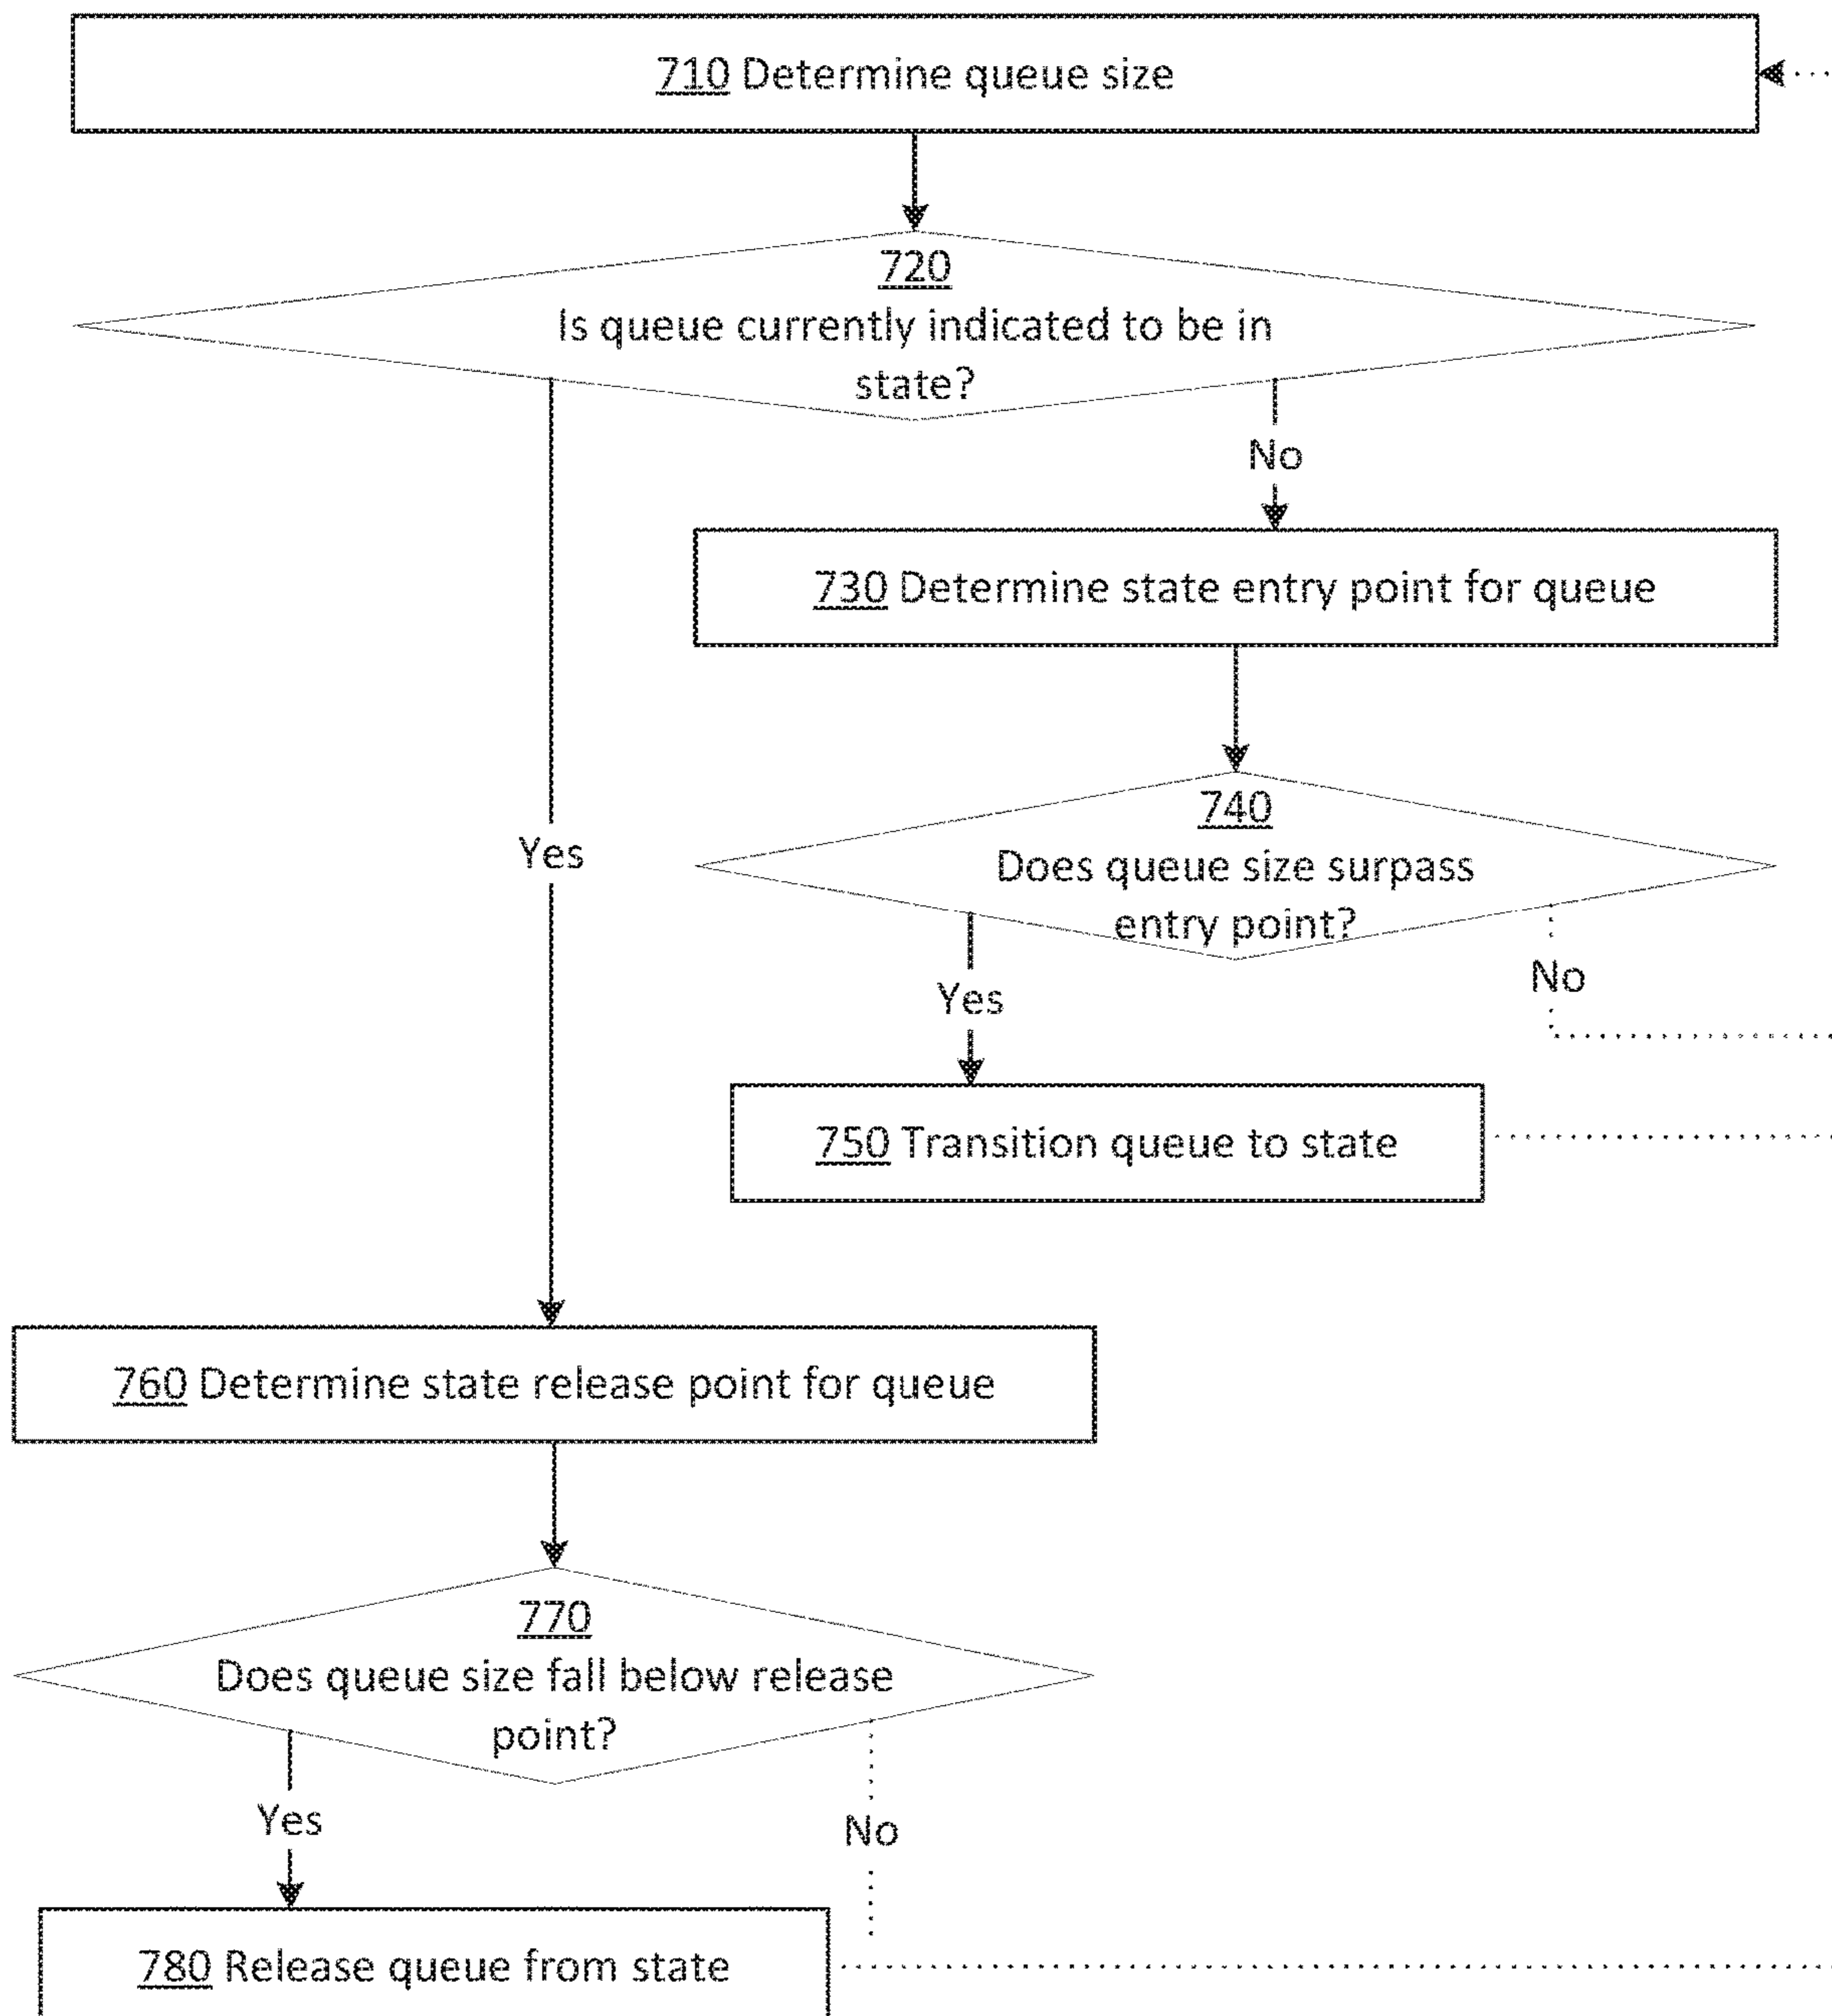 710 Determine queue size
720
Is queue currently indicated to be in
state?
No
730 Determine state entry point for queue
740
Does queue size surpass
entry point?
Yes
No
Yes
750 Transition queue to state
760 Determine state release point for queue
770
Does queue size fall below release
point?
Yes
No
780 Release queue from state